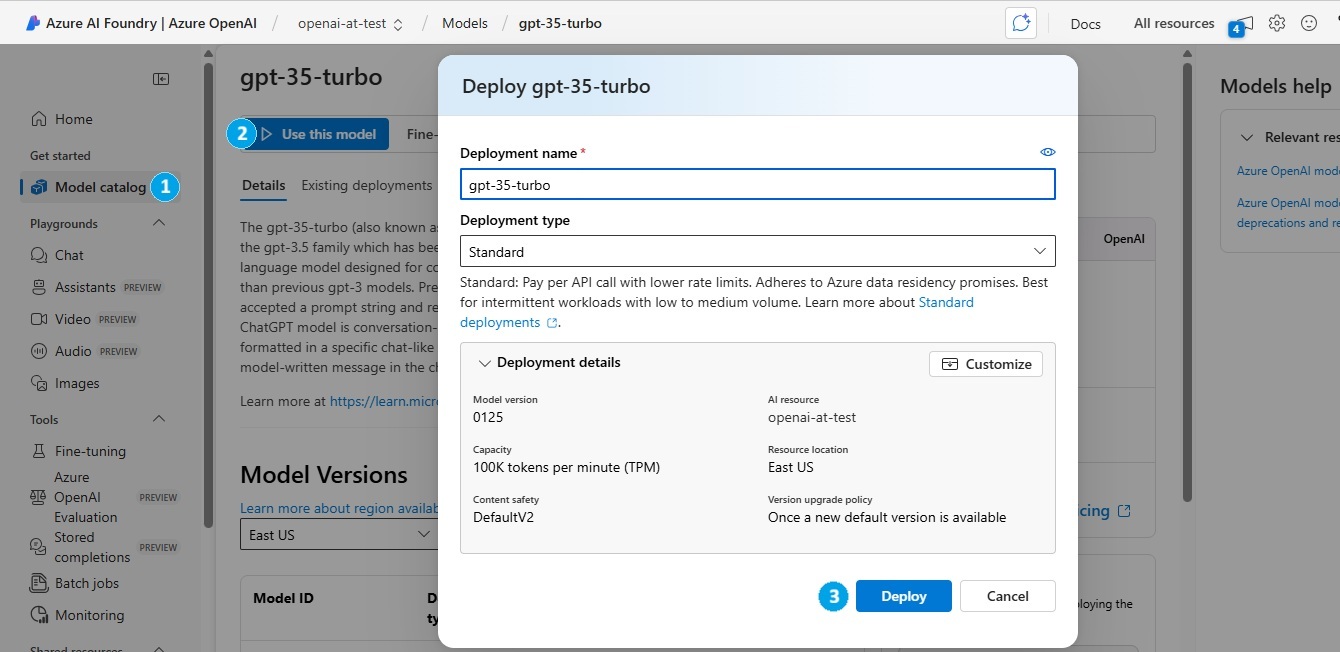 Azure AI Foundry | Azure OpenAI / openai-at-test / Models / gpt-35-turbo
Docs
All resources
4
Home
Get started
Model catalog
1
Playgrounds
Chat
Assistants PREVIEW
Video PREVIEW
Audio PREVIEW
Images
Tools
Fine-tuning
Azure
OpenAI
Evaluation
PREVIEW
Stored
completions
PREVIEW
Batch jobs
Monitoring
Shared resources
gpt-35-turbo
2
Use this model
Fine-
Details
Existing deployments
The gpt-35-turbo (also known as
the gpt-3.5 family which has bee
language model designed for co
than previous gpt-3 models. Pre
accepted a prompt string and re
ChatGPT model is conversation-
formatted in a specific chat-like
model-written message in the ch
Learn more at https://learn.micro
Model Versions
Learn more about region availab
East US
Model ID
D
ty
Deploy gpt-35-turbo
Deployment name *
gpt-35-turbo
Deployment type
Standard
Standard: Pay per API call with lower rate limits. Adheres to Azure data residency promises. Best
for intermittent workloads with low to medium volume. Learn more about Standard
deployments .
Deployment details
Customize
Model version
0125
AI resource
openai-at-test
Capacity
100K tokens per minute (TPM)
Resource location
East US
Content safety
DefaultV2
Version upgrade policy
Once a new default version is available
3
Deploy
Cancel
OpenAI
icing
ploying the
Models help
Relevant res
Azure OpenAI mode
Azure OpenAI mode
deprecations and re